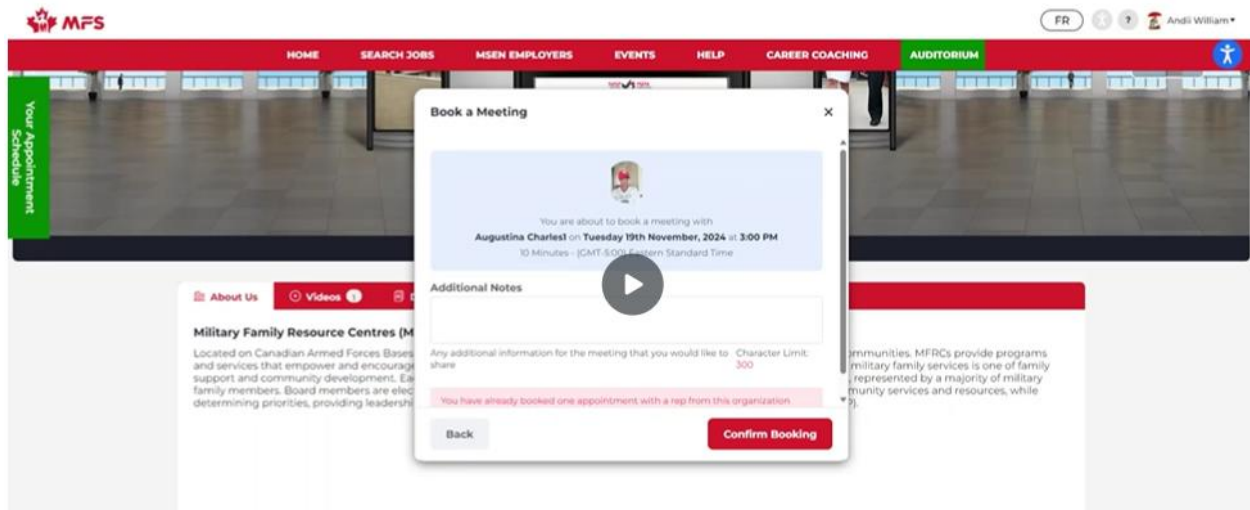 MFS
FR
?
Andii William
HOME SEARCH JOBS MSEN EMPLOYERS EVENTS HELP CAREER COACHING AUDITORIUM
Your Appointment
Schedule
Book a Meeting
You are about to book a meeting with
Augustina Charles1 on Tuesday 19th November, 2024 at 3:00 PM
10 Minutes - (GMT-5:00) Eastern Standard Time
Additional Notes
Any additional information for the meeting that you would like to
share
Character Limit:
300
You have already booked one appointment with a rep from this organization
Back
Confirm Booking
About Us
Videos 1
Military Family Resource Centres (M
Located on Canadian Armed Forces Bases
and services that empower and encourage
support and community development. Ea
family members. Board members are elec
determining priorities, providing leadershi
mmunities. MFRCs provide programs
military family services is one of family
, represented by a majority of military
munity services and resources, while